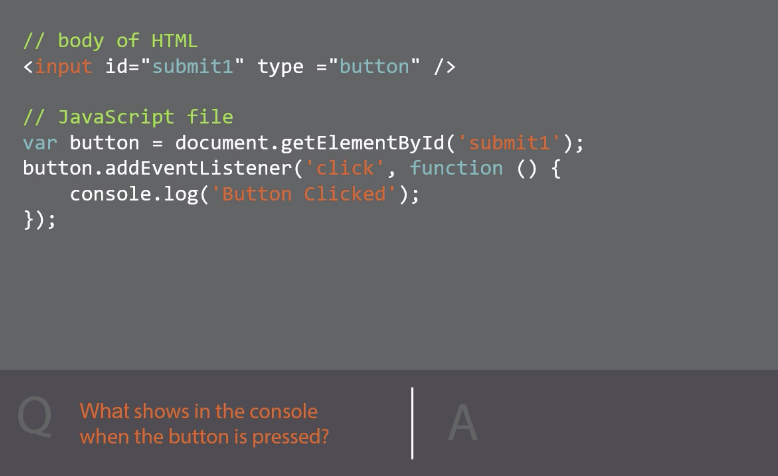 // body of HTML
<input id="submit1" type ="button" />
// JavaScript file
var button = document.getElementById('submit1');
button.addEventListener('click', function () {
    console.log('Button Clicked');
});
Q What shows in the console
when the button is pressed?
A